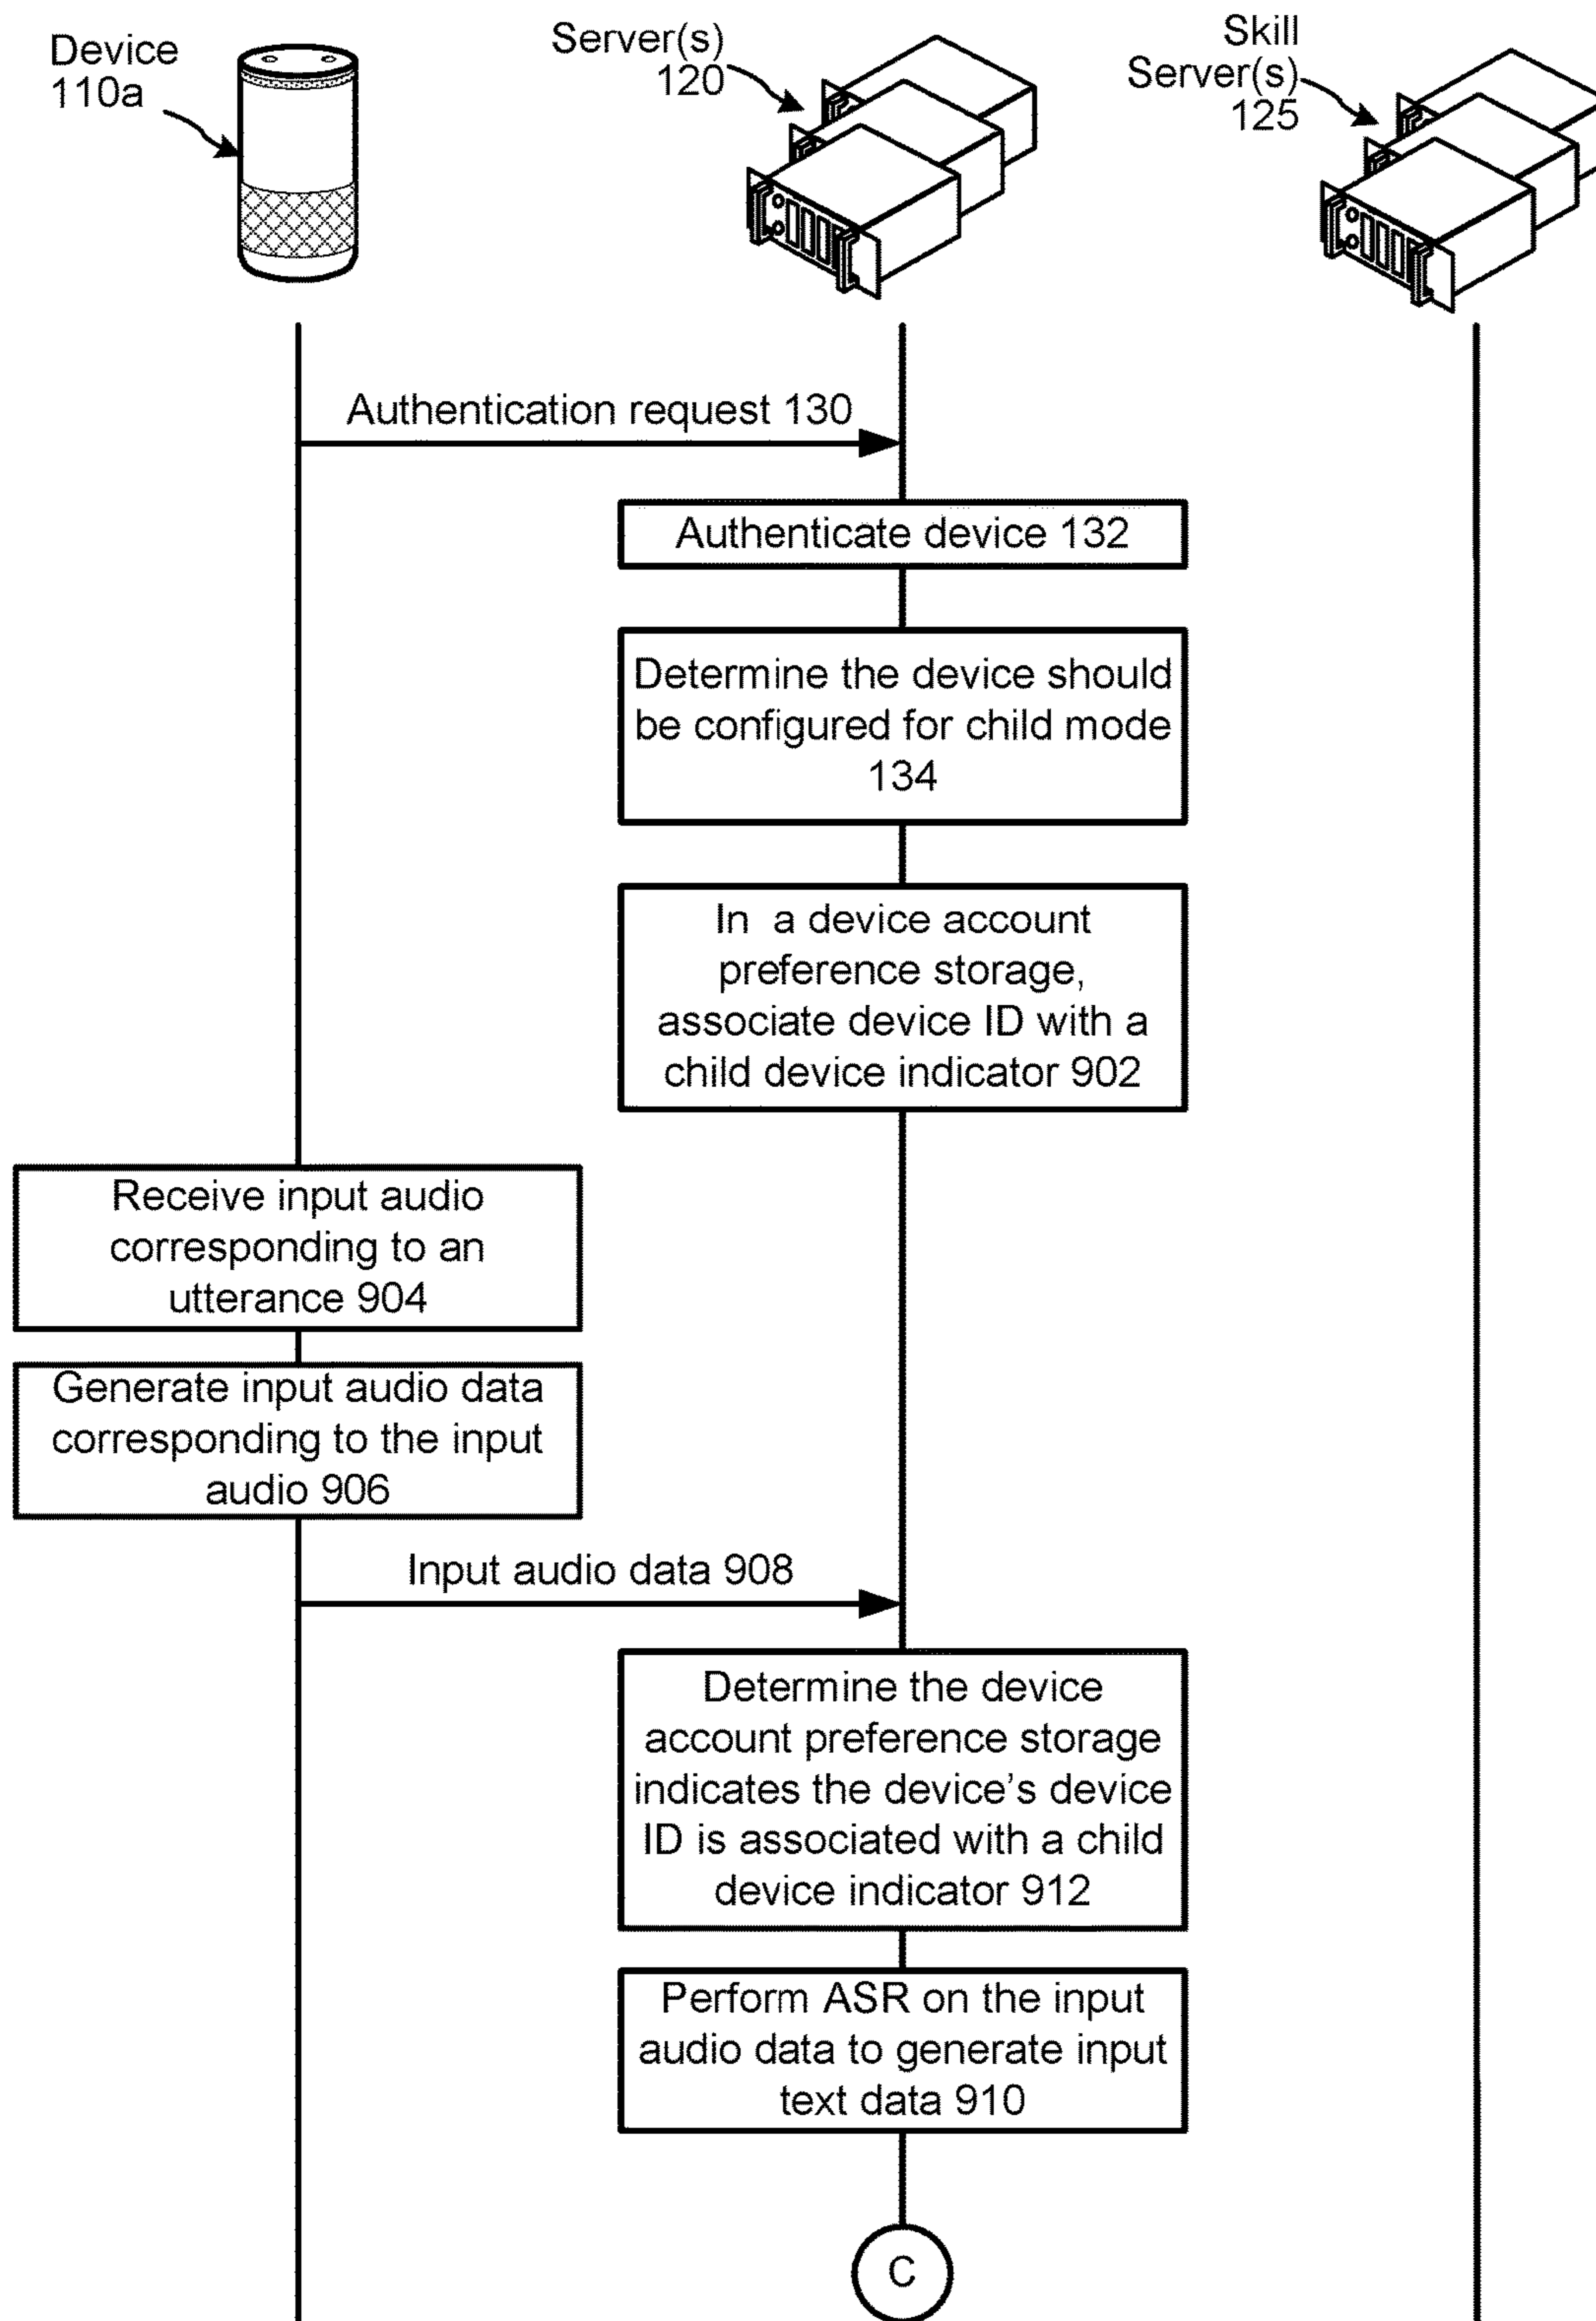 Device
110a
Server(s)
120
Skill
Server(s)
125
Authentication request 130
Authenticate device 132
Determine the device should
be configured for child mode
134
In a device account
preference storage,
associate device ID with a
child device indicator 902
Receive input audio
corresponding to an
utterance 904
Generate input audio data
corresponding to the input
audio 906
Input audio data 908
Determine the device
account preference storage
indicates the device’s device
ID is associated with a child
device indicator 912
Perform ASR on the input
audio data to generate input
text data 910
C